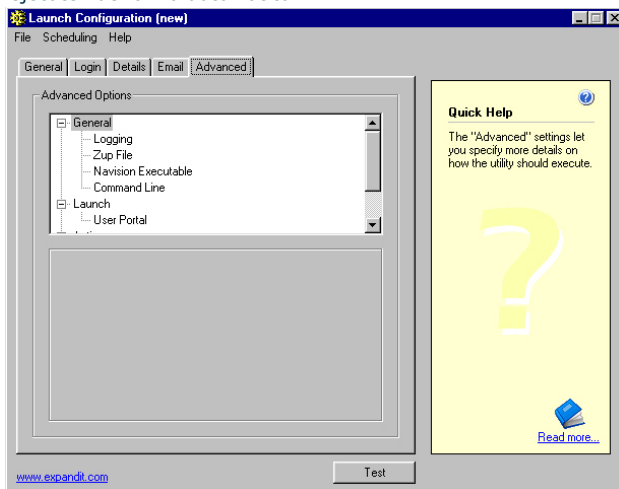 Launch Configuration (new)
File Scheduling Help
General Login Details Email Advanced
Advanced Options
General
Logging
Zup File
Navision Executable
Command Line
Launch
User Portal
Quick Help
The "Advanced" settings let
you specify more details on
how the utility should execute.
?
Read more...
www.expandit.com
Test